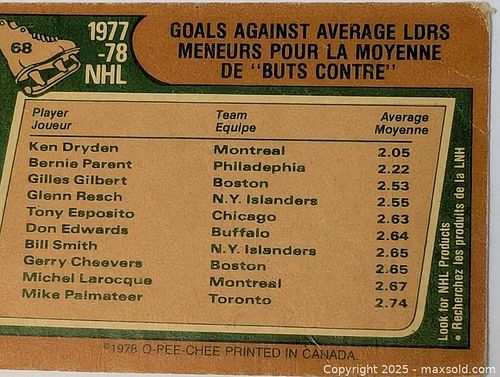 68
1977
-78
NHL
GOALS AGAINST AVERAGE LDRS
MENEURS POUR LA MOYENNE
DE "BUTS CONTRE"
Player Team Average
Joueur Equipe Moyenne
Ken Dryden Montreal 2.05
Bernie Parent Philadephia 2.22
Gilles Gilbert Boston 2.53
Glenn Resch N.Y. Islanders 2.55
Tony Esposito Chicago 2.63
Don Edwards Buffalo 2.64
Bill Smith N.Y. Islanders 2.65
Gerry Cheevers Boston 2.65
Michel Larocque Montreal 2.67
Mike Palmateer Toronto 2.74
Look for NHL Products
• Recherchez les produits de la LNH
©1978 O-PEE-CHEE PRINTED IN CANADA.
Copyright © 2025 - maxsold.com